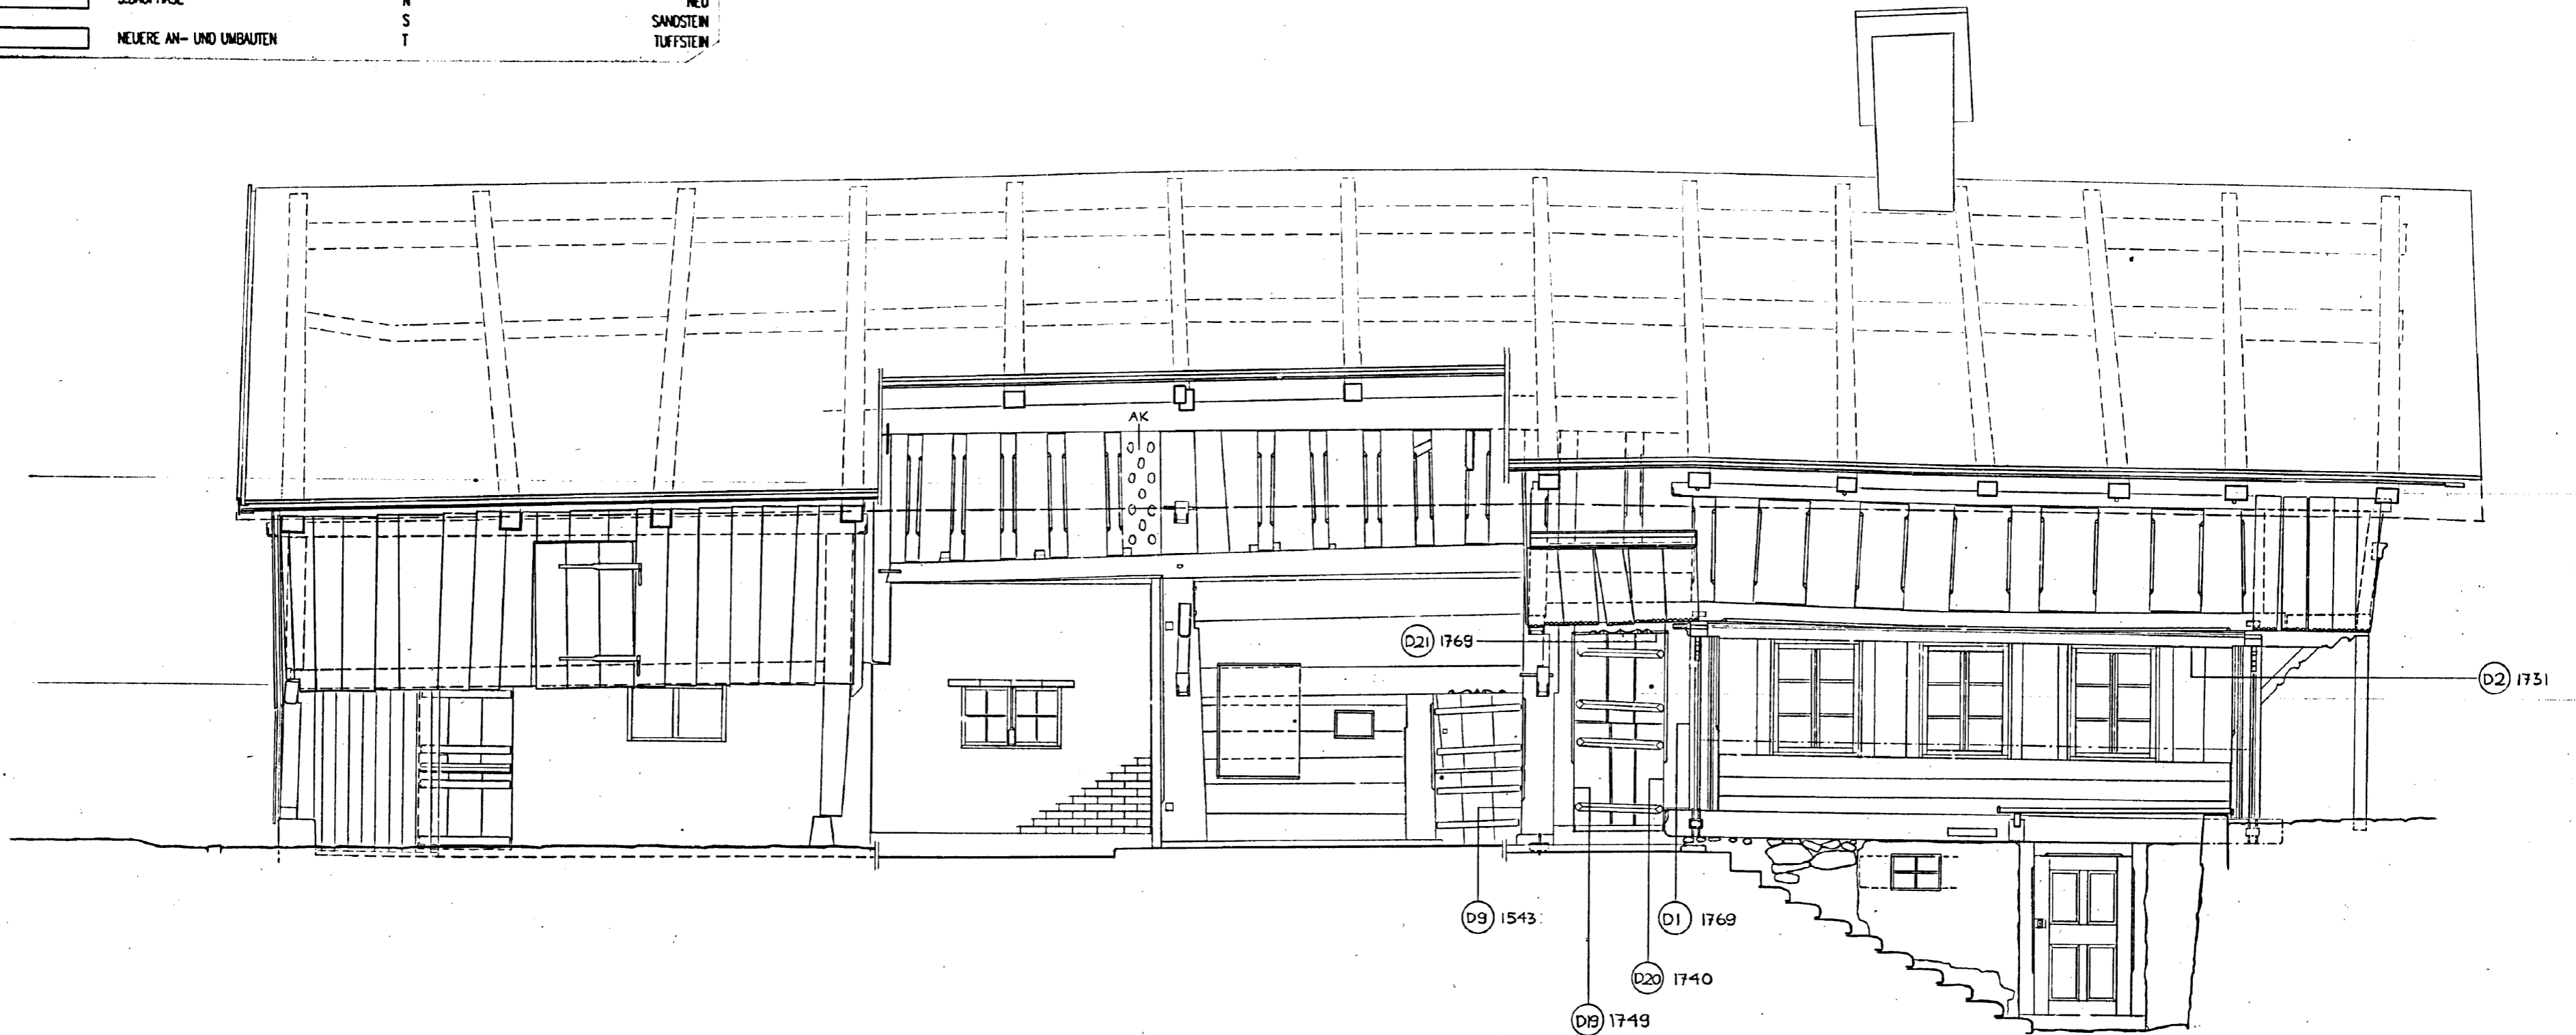 N NEU
S SANDSTEIN
NEUERE AN- UND UMBAUTEN T TUFFSTEIN
AK
D21 1769
D2 1731
D9 1543
D1 1769
D20 1740
D19 1749